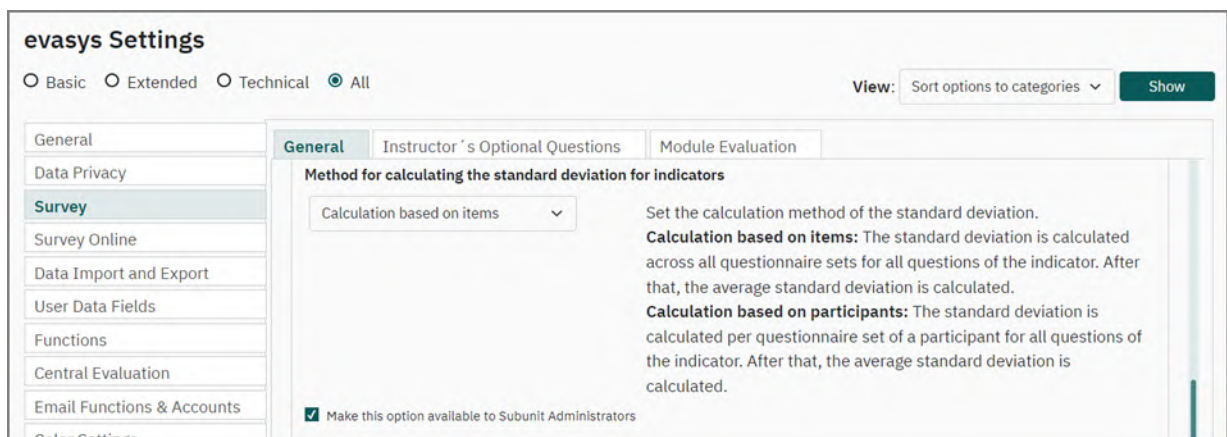 evasys Settings
Basic Extended Technical All
View: Sort options to categories Show
General
Data Privacy
Survey
Survey Online
Data Import and Export
User Data Fields
Functions
Central Evaluation
Email Functions & Accounts
General Instructor´s Optional Questions Module Evaluation
Method for calculating the standard deviation for indicators
Calculation based on items
Set the calculation method of the standard deviation.
Calculation based on items: The standard deviation is calculated
across all questionnaire sets for all questions of the indicator. After
that, the average standard deviation is calculated.
Calculation based on participants: The standard deviation is
calculated per questionnaire set of a participant for all questions of
the indicator. After that, the average standard deviation is
calculated.
Make this option available to Subunit Administrators